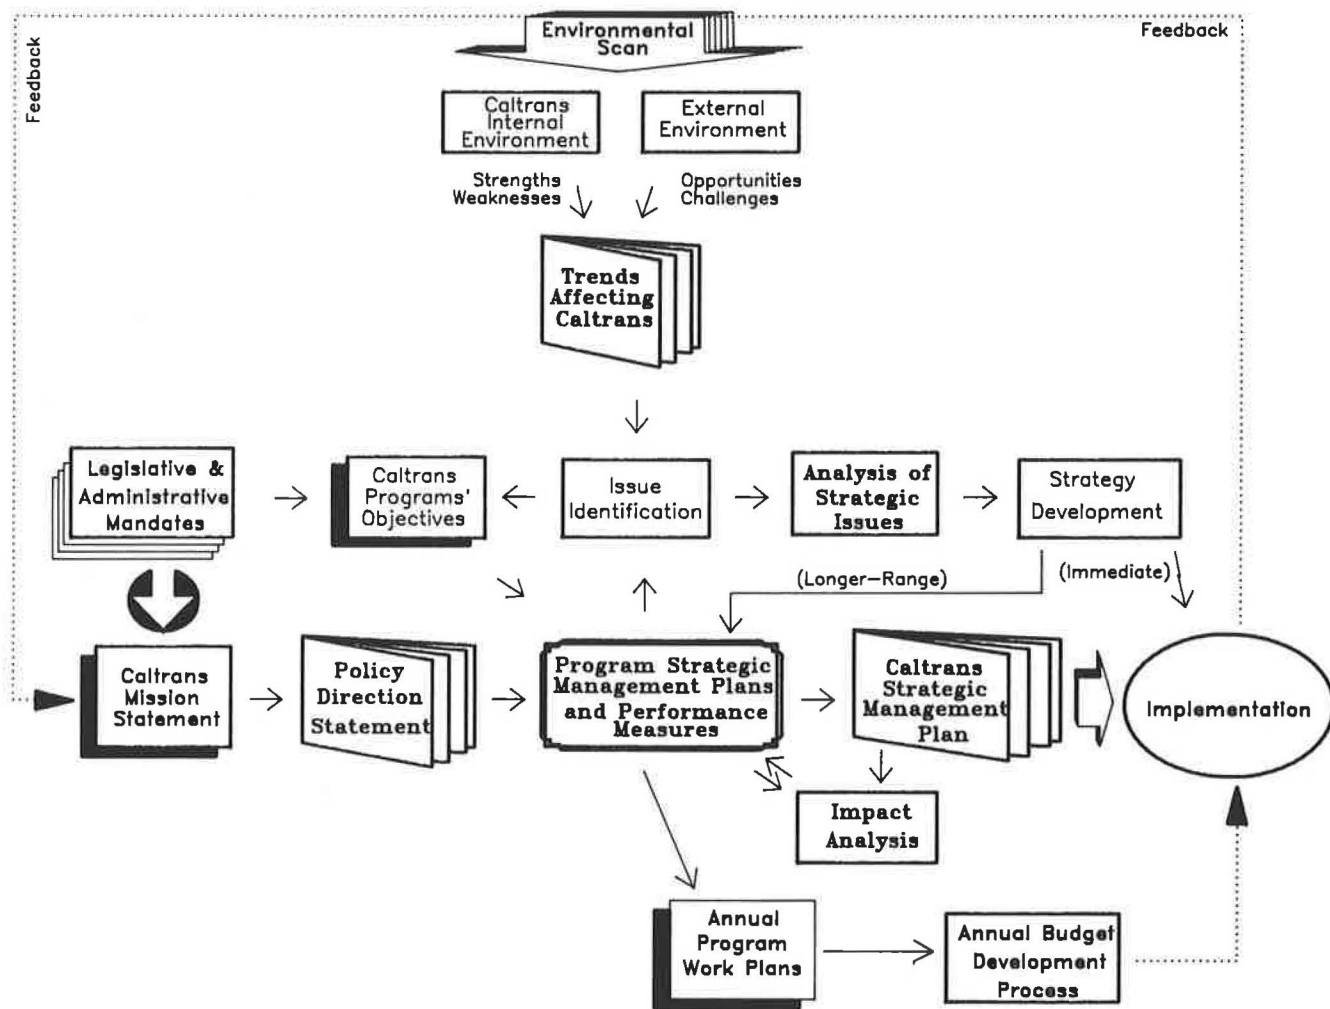 Feedback
Environmental
Scan
Feedback
Caltrans
Internal
Environment
External
Environment
Strengths
Weaknesses
Opportunities
Challenges
Trends
Affecting
Caltrans
Legislative &
Administrative
Mandates
Caltrans
Programs'
Objectives
Issue
Identification
Analysis of
Strategic
Issues
Strategy
Development
(Longer-Range)
(Immediate)
Caltrans
Mission
Statement
Policy
Direction
Statement
Program Strategic
Management Plans
and Performance
Measures
Caltrans
Strategic
Management
Plan
Implementation
Impact
Analysis
Annual
Program
Work Plans
Annual Budget
Development
Process